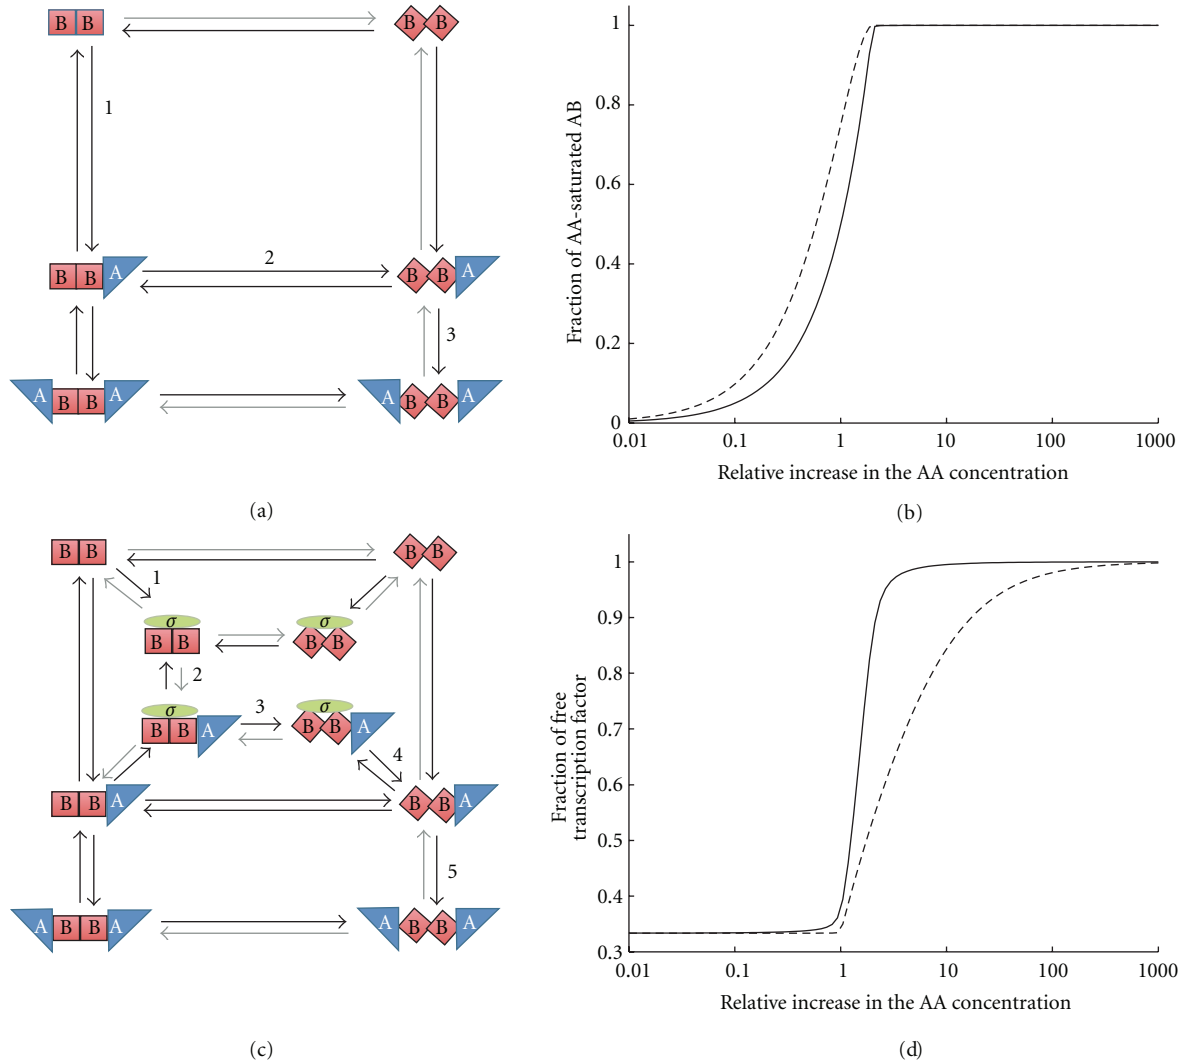 B B
B B
1
B B A
2
B B A
3
A B B A
A B B A
(a)
Fraction of AA-saturated AB
1
0.8
0.6
0.4
0.2
0
0.01 0.1 1 10 100 1000
Relative increase in the AA concentration
(b)
B B
B B
1
σ
B B
σ
B B
2
σ
B B A
3
σ
B B A
4
B B A
B B A
5
A B B A
A B B A
(c)
Fraction of free
transcription factor
1
0.9
0.8
0.7
0.6
0.5
0.4
0.3
0.01 0.1 1 10 100 1000
Relative increase in the AA concentration
(d)